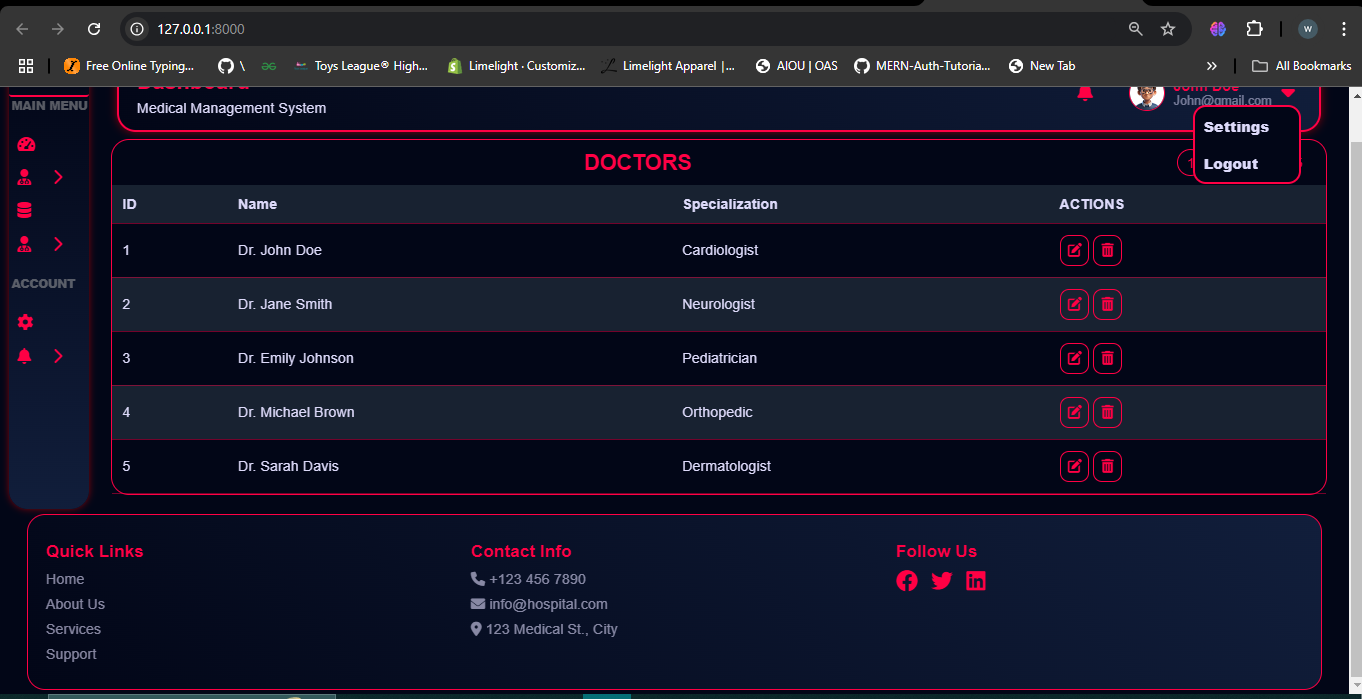 127.0.0.1:8000
W
Free Online Typing...
\
Toys League® High...
Limelight · Customiz...
Limelight Apparel |...
AIOU | OAS
MERN-Auth-Tutoria...
New Tab
»
All Bookmarks
MAIN MENU
ACCOUNT
Dashboard
Medical Management System
John Doe
John@gmail.com
Settings
Logout
DOCTORS
ID Name Specialization ACTIONS
1 Dr. John Doe Cardiologist
2 Dr. Jane Smith Neurologist
3 Dr. Emily Johnson Pediatrician
4 Dr. Michael Brown Orthopedic
5 Dr. Sarah Davis Dermatologist
Quick Links
Home
About Us
Services
Support
Contact Info
+123 456 7890
info@hospital.com
123 Medical St., City
Follow Us